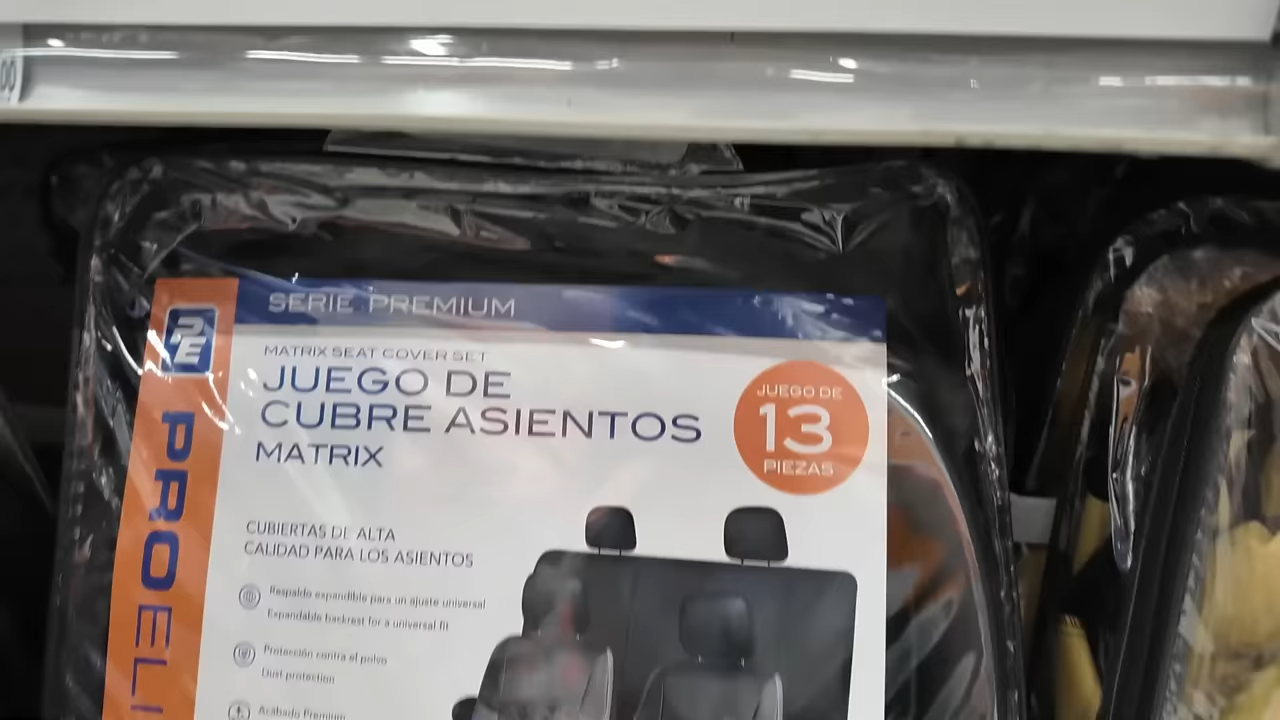 00
SERIE PREMIUM
PE
MATRIX SEAT COVER SET
JUEGO DE
CUBRE ASIENTOS
MATRIX
JUEGO DE
13
PIEZAS
PROELI
CUBIERTAS DE ALTA
CALIDAD PARA LOS ASIENTOS
Respaldo expandible para un ajuste universal
Expandable backrest for a universal fit
Protección contra el polvo
Dust protection
Acabado Premium